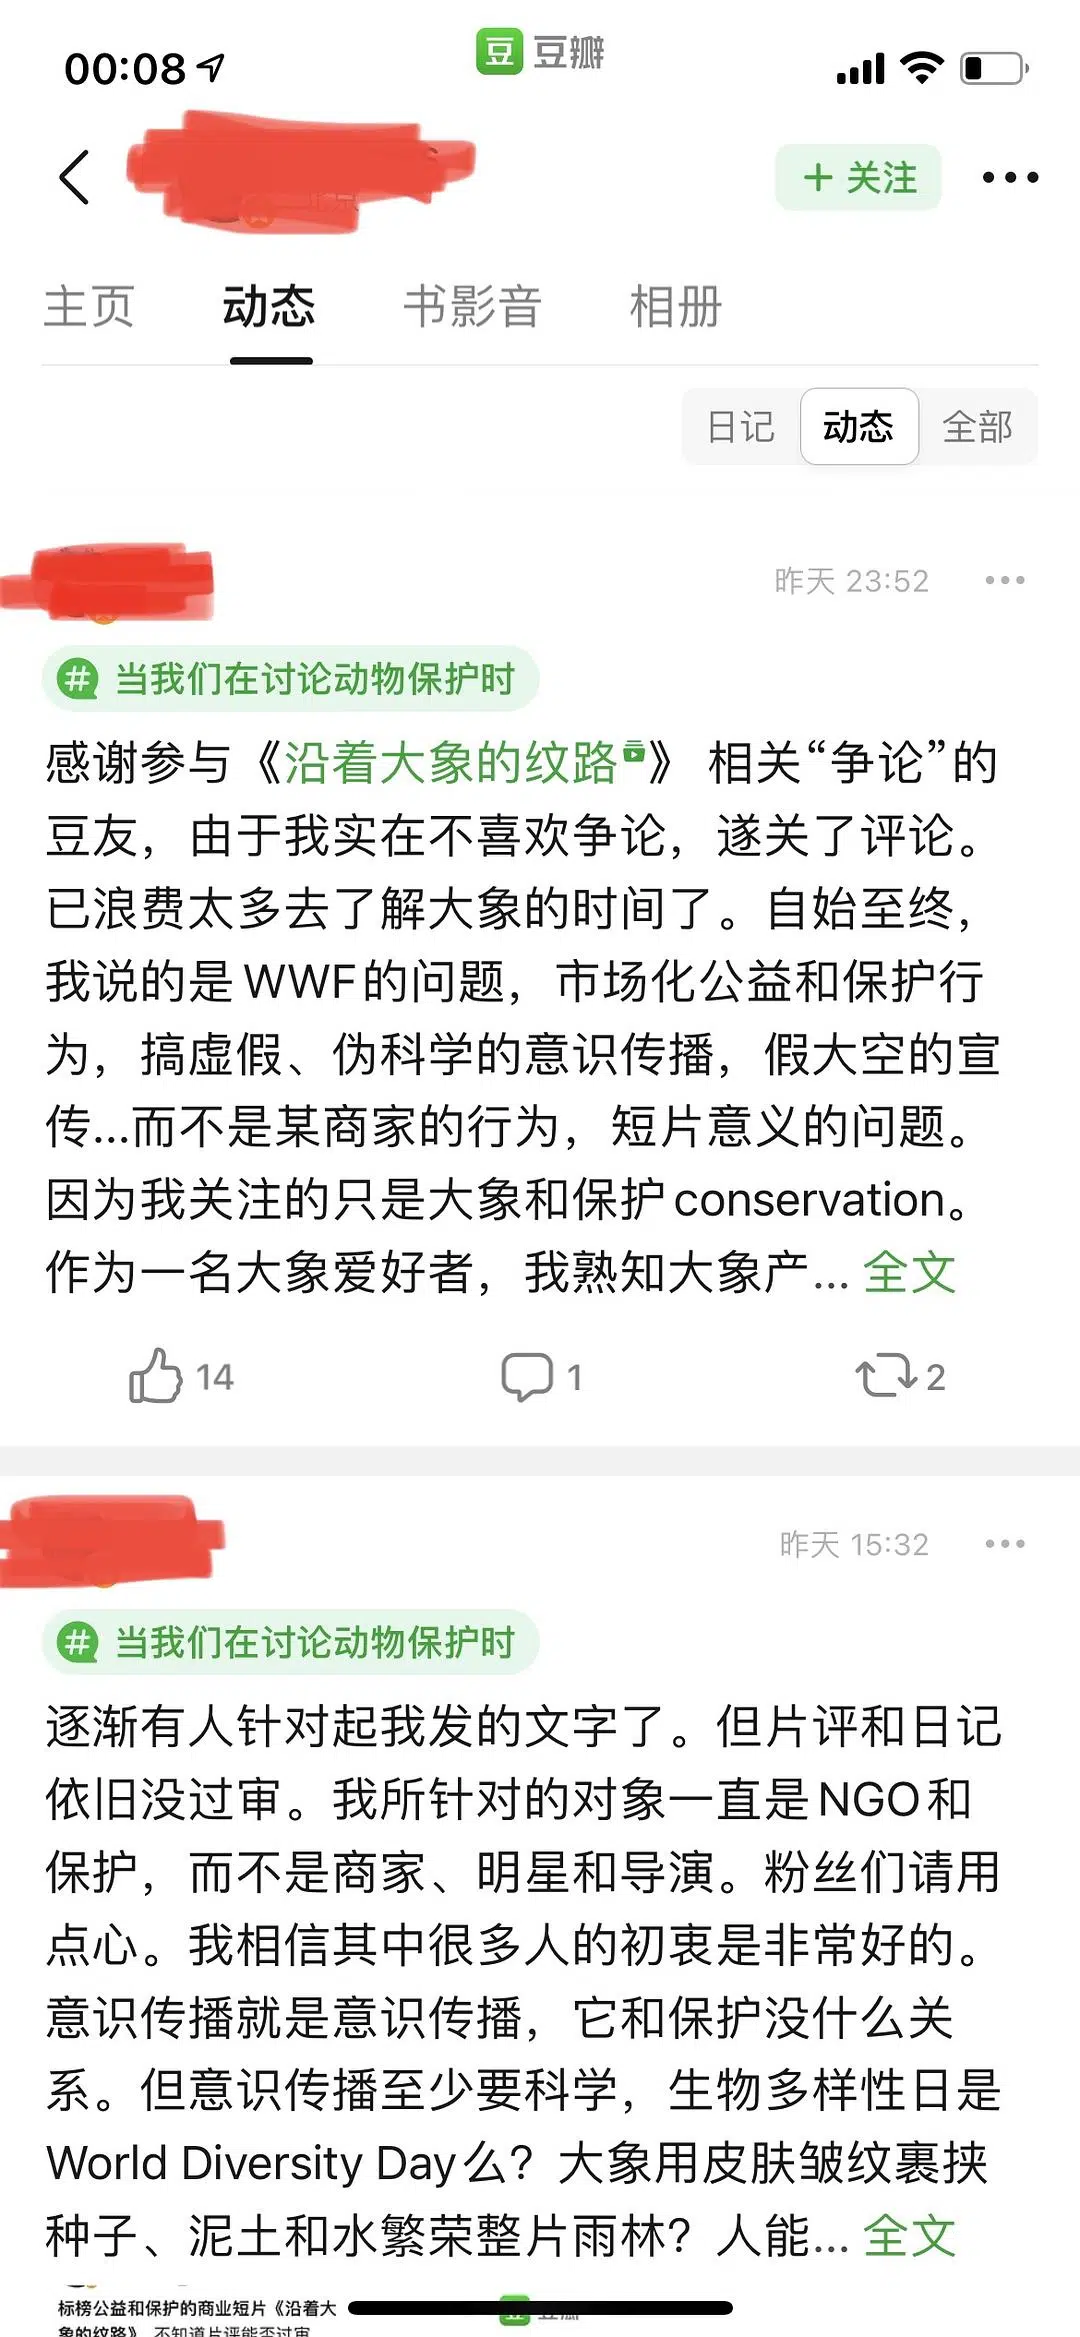 00:08
豆瓣
+ 关注
主页 动态 书影音 相册
日记 动态 全部
昨天 23:52
# 当我们在讨论动物保护时
感谢参与《沿着大象的纹路》 相关“争论”的
豆友，由于我实在不喜欢争论，遂关了评论。
已浪费太多去了解大象的时间了。自始至终，
我说的是WWF的问题，市场化公益和保护行
为，搞虚假、伪科学的意识传播，假大空的宣
传...而不是某商家的行为，短片意义的问题。
因为我关注的只是大象和保护conservation。
作为一名大象爱好者，我熟知大象产... 全文
14 1 2
昨天 15:32
# 当我们在讨论动物保护时
逐渐有人针对起我发的文字了。但片评和日记
依旧没过审。我所针对的对象一直是NGO和
保护，而不是商家、明星和导演。粉丝们请用
点心。我相信其中很多人的初衷是非常好的。
意识传播就是意识传播，它和保护没什么关
系。但意识传播至少要科学，生物多样性日是
World Diversity Day么？大象用皮肤皱纹裹挟
种子、泥土和水繁荣整片雨林？人能... 全文
标榜公益和保护的商业短片《沿着大
象的纹路》 不知道片评能否过审